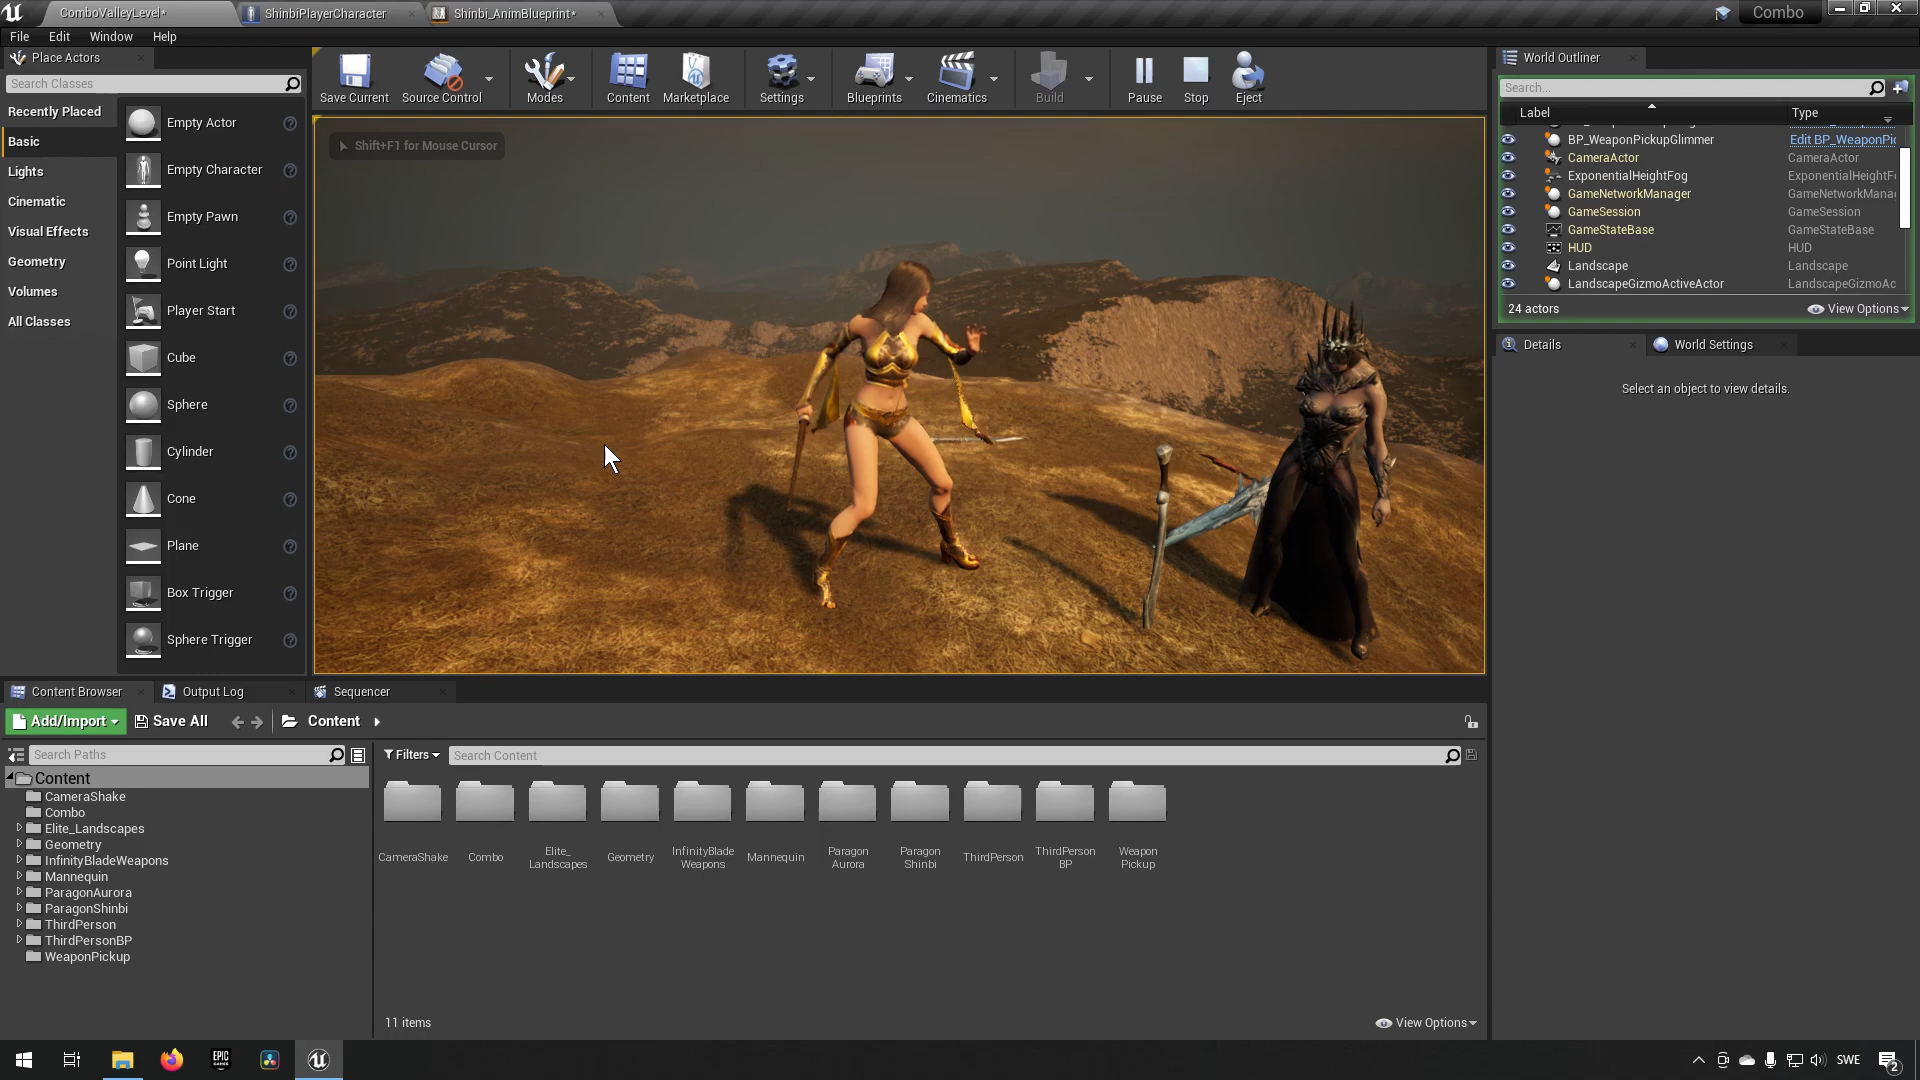 ComboValleyLevel*
ShinbiPlayerCharacter
Shinbi_AnimBlueprint*
Combo
File
Edit
Window
Help
Place Actors
Search Classes
Recently Placed
Basic
Lights
Cinematic
Visual Effects
Geometry
Volumes
All Classes
Empty Actor
Empty Character
Empty Pawn
Point Light
Player Start
Cube
Sphere
Cylinder
Cone
Plane
Box Trigger
Sphere Trigger
Save Current
Source Control
Modes
Content
Marketplace
Settings
Blueprints
Cinematics
Build
Pause
Stop
Eject
Shift+F1 for Mouse Cursor
World Outliner
Search...
Label
Type
BP_WeaponPickupGlimmer
Edit BP_WeaponPic
CameraActor
CameraActor
ExponentialHeightFog
ExponentialHeightF
GameNetworkManager
GameNetworkMana
GameSession
GameSession
GameStateBase
GameStateBase
HUD
HUD
Landscape
Landscape
LandscapeGizmoActiveActor
LandscapeGizmoAc
24 actors
View Options
Details
World Settings
Select an object to view details.
Content Browser
Output Log
Sequencer
Add/Import
Save All
Content
Search Paths
Filters
Search Content
Content
CameraShake
Combo
Elite_Landscapes
Geometry
InfinityBladeWeapons
Mannequin
ParagonAurora
ParagonShinbi
ThirdPerson
ThirdPersonBP
WeaponPickup
CameraShake
Combo
Elite_
Landscapes
Geometry
InfinityBlade
Weapons
Mannequin
Paragon
Aurora
Paragon
Shinbi
ThirdPerson
ThirdPerson
BP
Weapon
Pickup
11 items
View Options
EPIC
GAMES
SWE
2